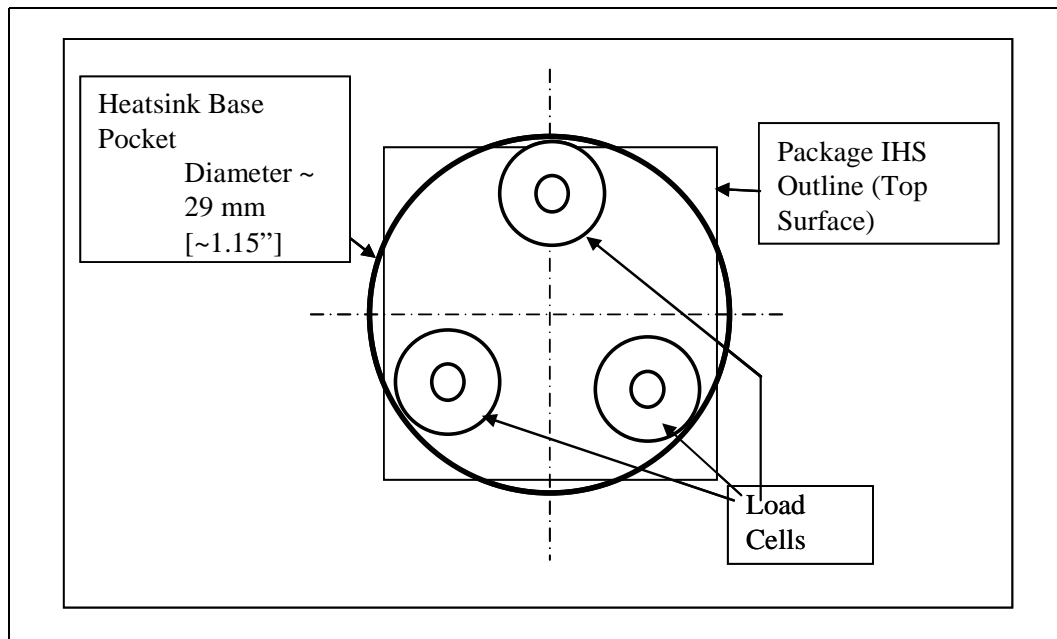 Heatsink Base
Pocket
Diameter ~
29 mm
[~1.15”]
Package IHS
Outline (Top
Surface)
Load
Cells